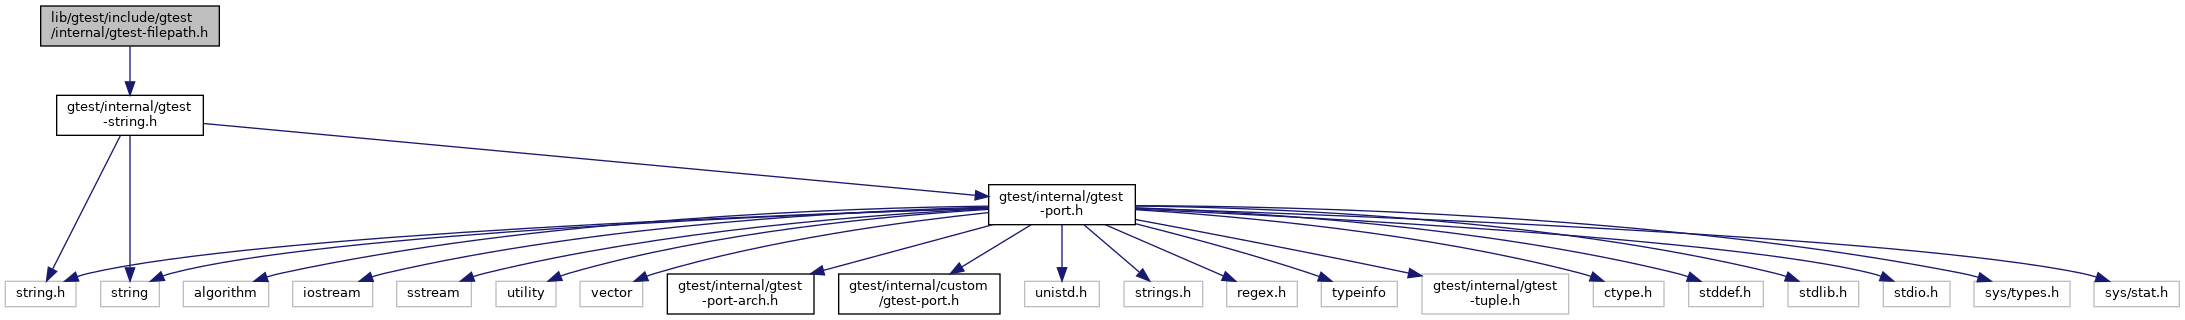 lib/gtest/include/gtest
/internal/gtest-filepath.h
gtest/internal/gtest
-string.h
gtest/internal/gtest
-port.h
string.h
string
algorithm
iostream
sstream
utility
vector
gtest/internal/gtest
-port-arch.h
gtest/internal/custom
/gtest-port.h
unistd.h
strings.h
regex.h
typeinfo
gtest/internal/gtest
-tuple.h
ctype.h
stddef.h
stdlib.h
stdio.h
sys/types.h
sys/stat.h